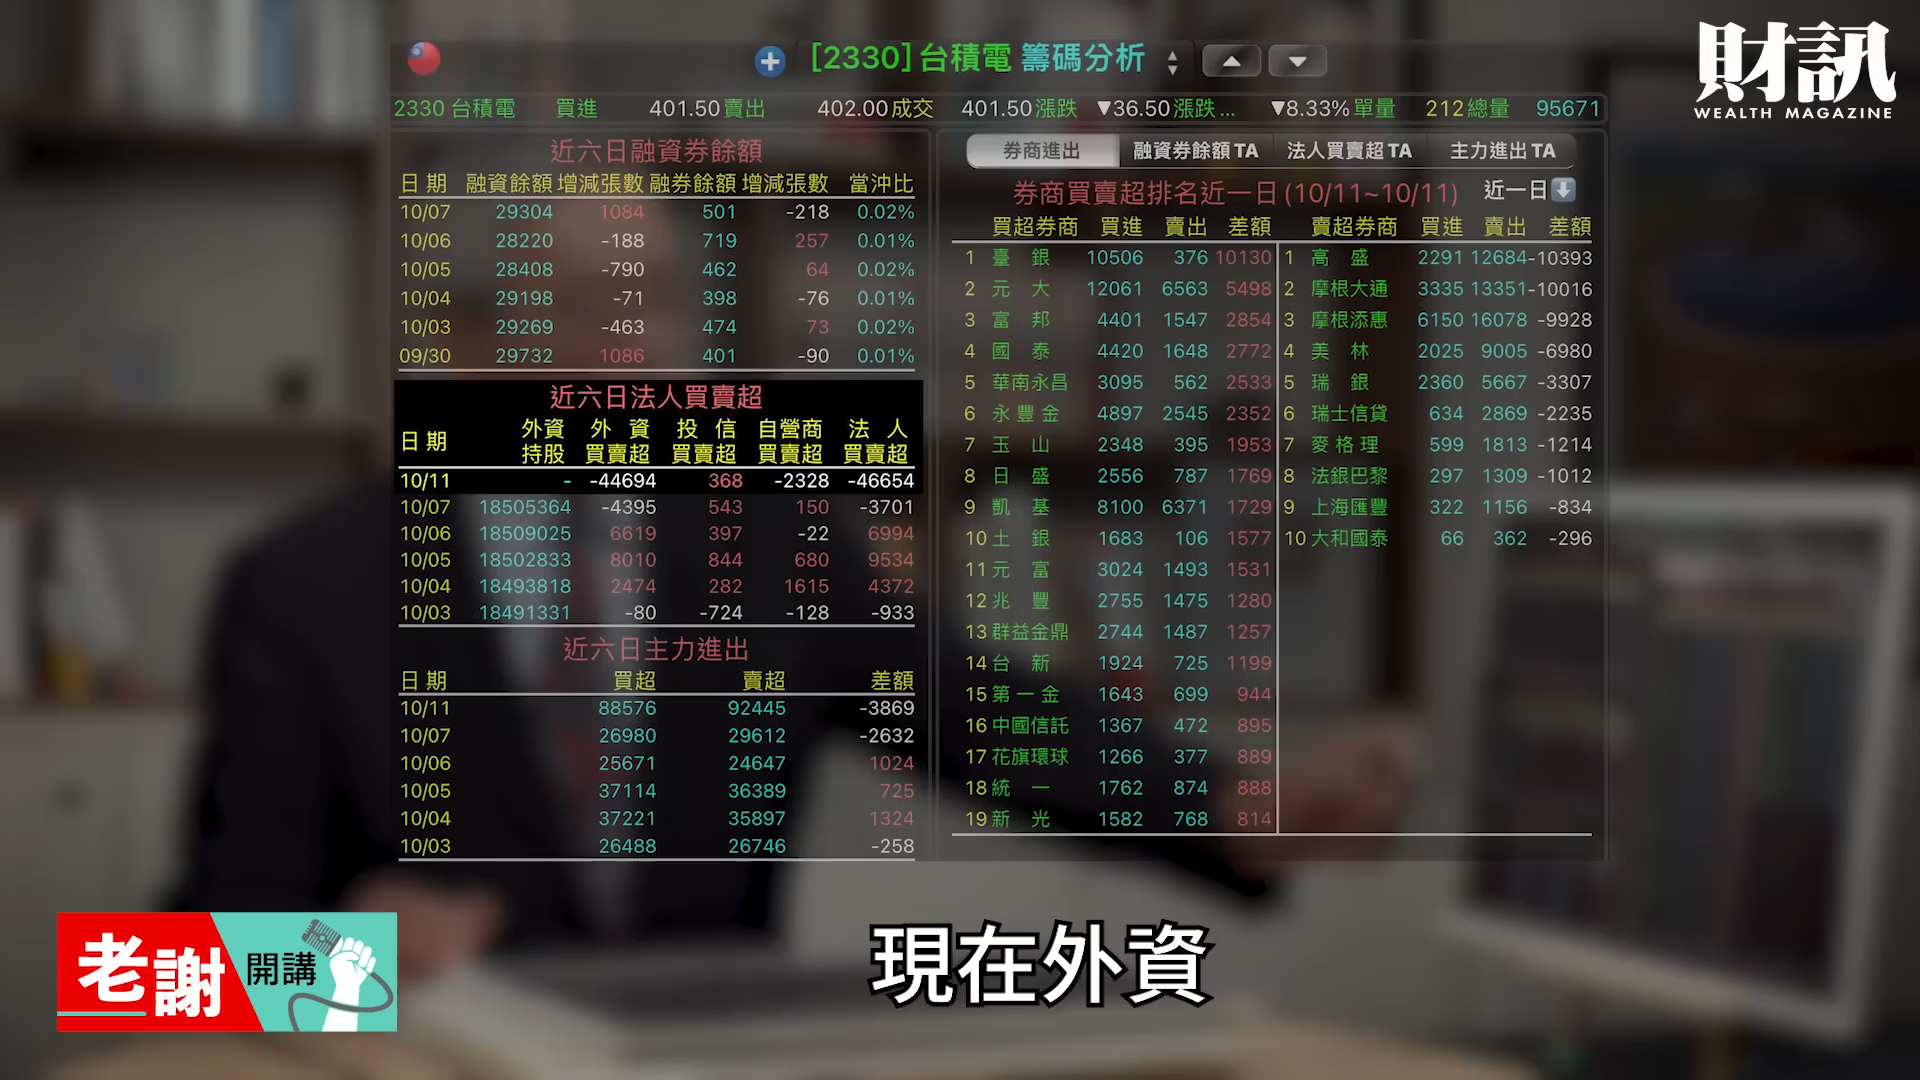 [2330]台積電 籌碼分析
財訊
WEALTH MAGAZINE
2330 台積電 買進 401.50 賣出 402.00 成交 401.50 漲跌 ▼36.50 漲跌... ▼8.33% 單量 212 總量 95671
近六日融資券餘額
日期 融資餘額 增減張數 融券餘額 增減張數 當沖比
10/07 29304 1084 501 -218 0.02%
10/06 28220 -188 719 257 0.01%
10/05 28408 -790 462 64 0.02%
10/04 29198 -71 398 -76 0.01%
10/03 29269 -463 474 73 0.02%
09/30 29732 1086 401 -90 0.01%
近六日法人買賣超
日期 外資持股 外資買賣超 投信買賣超 自營商買賣超 法人買賣超
10/11 - -44694 368 -2328 -46654
10/07 18505364 -4395 543 150 -3701
10/06 18509025 6619 397 -22 6994
10/05 18502833 8010 844 680 9534
10/04 18493818 2474 282 1615 4372
10/03 18491331 -80 -724 -128 -933
近六日主力進出
日期 買超 賣超 差額
10/11 88576 92445 -3869
10/07 26980 29612 -2632
10/06 25671 24647 1024
10/05 37114 36389 725
10/04 37221 35897 1324
10/03 26488 26746 -258
券商進出 融資券餘額TA 法人買賣超TA 主力進出TA
券商買賣超排名近一日(10/11~10/11) 近一日
買超券商 買進 賣出 差額 賣超券商 買進 賣出 差額
1 臺銀 10506 376 10130 1 高盛 2291 12684 -10393
2 元大 12061 6563 5498 2 摩根大通 3335 13351 -10016
3 富邦 4401 1547 2854 3 摩根添惠 6150 16078 -9928
4 國泰 4420 1648 2772 4 美林 2025 9005 -6980
5 華南永昌 3095 562 2533 5 瑞銀 2360 5667 -3307
6 永豐金 4897 2545 2352 6 瑞士信貸 634 2869 -2235
7 玉山 2348 395 1953 7 麥格理 599 1813 -1214
8 日盛 2556 787 1769 8 法銀巴黎 297 1309 -1012
9 凱基 8100 6371 1729 9 上海匯豐 322 1156 -834
10 土銀 1683 106 1577 10 大和國泰 66 362 -296
11 元富 3024 1493 1531
12 兆豐 2755 1475 1280
13 群益金鼎 2744 1487 1257
14 台新 1924 725 1199
15 第一金 1643 699 944
16 中國信託 1367 472 895
17 花旗環球 1266 377 889
18 統一 1762 874 888
19 新光 1582 768 814
老謝 開講
現在外資